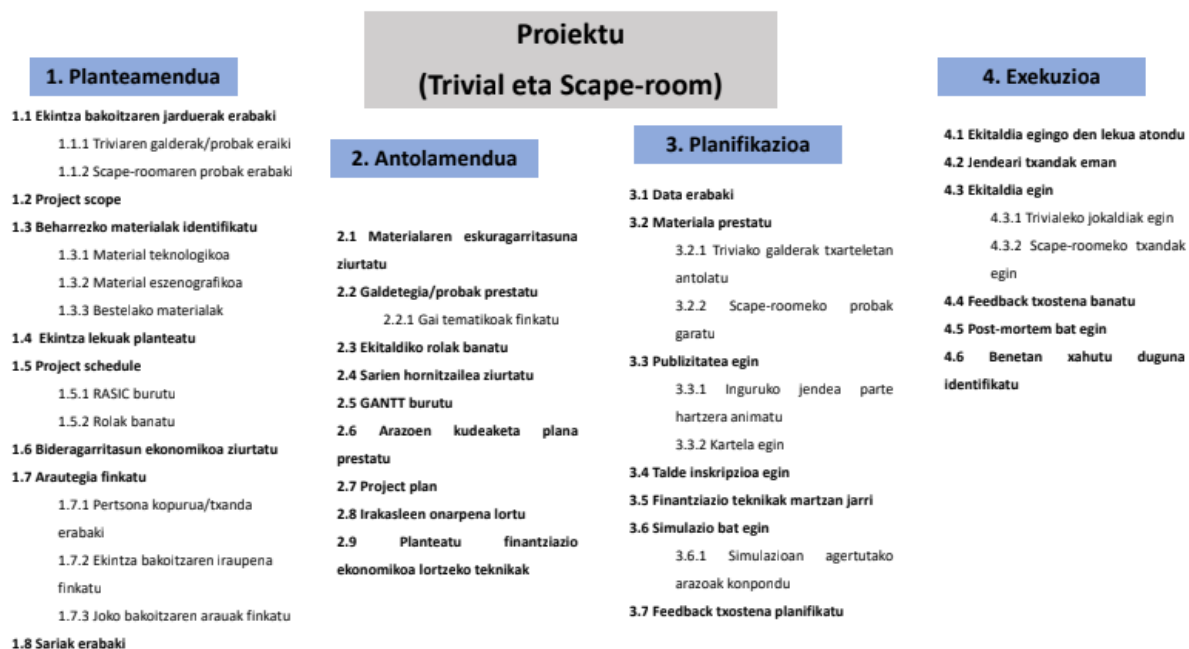 Proiektu
(Trivial eta Scape-room)
1. Planteamendua
1.1 Ekintza bakoitzaren jarduerak erabaki
1.1.1 Triviaren galderak/probak eraiki
1.1.2 Scape-roomaren probak erabaki
1.2 Project scope
1.3 Beharrezko materialak identifikatu
1.3.1 Material teknologikoa
1.3.2 Material eszenografikoa
1.3.3 Bestelako materialak
1.4 Ekintza lekuak planteatu
1.5 Project schedule
1.5.1 RASIC burutu
1.5.2 Rolak banatu
1.6 Bideragarritasun ekonomikoa ziurtatu
1.7 Arautegia finkatu
1.7.1 Pertsona kopurua/txanda
erabaki
1.7.2 Ekintza bakoitzaren iraupena
finkatu
1.7.3 Joko bakoitzaren arauak finkatu
1.8 Sariak erabaki
2. Antolamendua
2.1 Materialaren eskuragarritasuna
ziurtatu
2.2 Galdetegia/probak prestatu
2.2.1 Gai tematikoak finkatu
2.3 Ekitaldiko rolak banatu
2.4 Sarien hornitzailea ziurtatu
2.5 GANTT burutu
2.6 Arazoen kudeaketa plana
prestatu
2.7 Project plan
2.8 Irakasleen onarpena lortu
2.9 Planteatu finantziazio
ekonomikoa lortzeko teknikak
3. Planifikazioa
3.1 Data erabaki
3.2 Materiala prestatu
3.2.1 Triviako galderak txarteletan
antolatu
3.2.2 Scape-roomeko probak
garatu
3.3 Publizitatea egin
3.3.1 Inguruko jendea parte
hartzera animatu
3.3.2 Kartela egin
3.4 Talde inskripzioa egin
3.5 Finantziazio teknikak martzan jarri
3.6 Simulazio bat egin
3.6.1 Simulazioan agertutako
arazoak konpondu
3.7 Feedback txostena planifikatu
4. Exekuzioa
4.1 Ekitaldia egingo den lekua atondu
4.2 Jendeari txandak eman
4.3 Ekitaldia egin
4.3.1 Trivialeko jokaldiak egin
4.3.2 Scape-roomeko txandak
egin
4.4 Feedback txostena banatu
4.5 Post-mortem bat egin
4.6 Benetan xahutu duguna
identifikatu